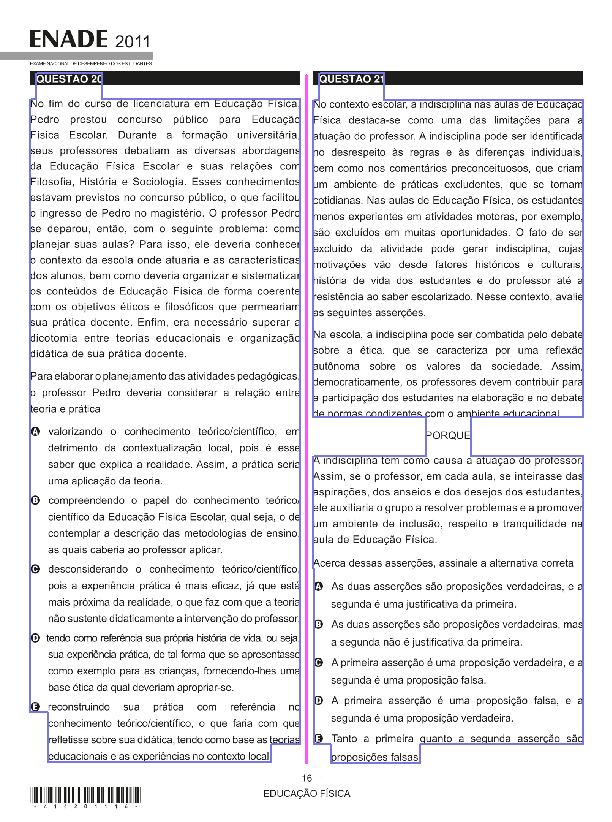 ENADE 2011
EXAME NACIONAL DE DESEMPENHO DE ESTUDANTES
QUESTÃO 20
No fim do curso de licenciatura em Educação Física,
Pedro prestou concurso público para Educação
Física Escolar. Durante a formação universitária,
seus professores debatiam as diversas abordagens
da Educação Física Escolar e suas relações com
Filosofia, História e Sociologia. Esses conhecimentos
estavam previstos no concurso público, o que facilitou
o ingresso de Pedro no magistério. O professor Pedro
se deparou, então, com o seguinte problema: como
planejar suas aulas? Para isso, ele deveria conhecer
o contexto da escola onde atuaria e as características
dos alunos, bem como deveria organizar e sistematizar
os conteúdos de Educação Física de forma coerente
com os objetivos éticos e filosóficos que permeariam
sua prática docente. Enfim, era necessário superar a
dicotomia entre teorias educacionais e organização
didática de sua prática docente.
Para elaborar o planejamento das atividades pedagógicas,
o professor Pedro deveria considerar a relação entre
teoria e prática
A valorizando o conhecimento teórico/científico, em
detrimento da contextualização local, pois é esse
saber que explica a realidade. Assim, a prática seria
uma aplicação da teoria.
B compreendendo o papel do conhecimento teórico/
científico da Educação Física Escolar, qual seja, o de
contemplar a descrição das metodologias de ensino,
as quais caberia ao professor aplicar.
C desconsiderando o conhecimento teórico/científico,
pois a experiência prática é mais eficaz, já que está
mais próxima da realidade, o que faz com que a teoria
não sustente didaticamente a intervenção do professor.
D tendo como referência sua própria história de vida, ou seja,
sua experiência prática, de tal forma que se apresentasse
como exemplo para as crianças, fornecendo-lhes uma
base ética da qual deveriam apropriar-se.
E reconstruindo sua prática com referência no
conhecimento teórico/científico, o que faria com que
refletisse sobre sua didática, tendo como base as teorias
educacionais e as experiências no contexto local.
QUESTÃO 21
No contexto escolar, a indisciplina nas aulas de Educação
Física destaca-se como uma das limitações para a
atuação do professor. A indisciplina pode ser identificada
no desrespeito às regras e às diferenças individuais,
bem como nos comentários preconceituosos, que criam
um ambiente de práticas excludentes, que se tornam
cotidianas. Nas aulas de Educação Física, os estudantes
menos experientes em atividades motoras, por exemplo,
são excluídos em muitas oportunidades. O fato de ser
excluído da atividade pode gerar indisciplina, cujas
motivações vão desde fatores históricos e culturais,
história de vida dos estudantes e do professor até a
resistência ao saber escolarizado. Nesse contexto, avalie
as seguintes asserções.
Na escola, a indisciplina pode ser combatida pelo debate
sobre a ética, que se caracteriza por uma reflexão
autônoma sobre os valores da sociedade. Assim,
democraticamente, os professores devem contribuir para
a participação dos estudantes na elaboração e no debate
de normas condizentes com o ambiente educacional
PORQUE
A indisciplina tem como causa a atuação do professor.
Assim, se o professor, em cada aula, se inteirasse das
aspirações, dos anseios e dos desejos dos estudantes,
ele auxiliaria o grupo a resolver problemas e a promover
um ambiente de inclusão, respeito e tranquilidade na
aula de Educação Física.
Acerca dessas asserções, assinale a alternativa correta
A As duas asserções são proposições verdadeiras, e a
segunda é uma justificativa da primeira.
B As duas asserções são proposições verdadeiras, mas
a segunda não é justificativa da primeira.
C A primeira asserção é uma proposição verdadeira, e a
segunda é uma proposição falsa.
D A primeira asserção é uma proposição falsa, e a
segunda é uma proposição verdadeira.
E Tanto a primeira quanto a segunda asserção são
proposições falsas.
16
EDUCAÇÃO FÍSICA